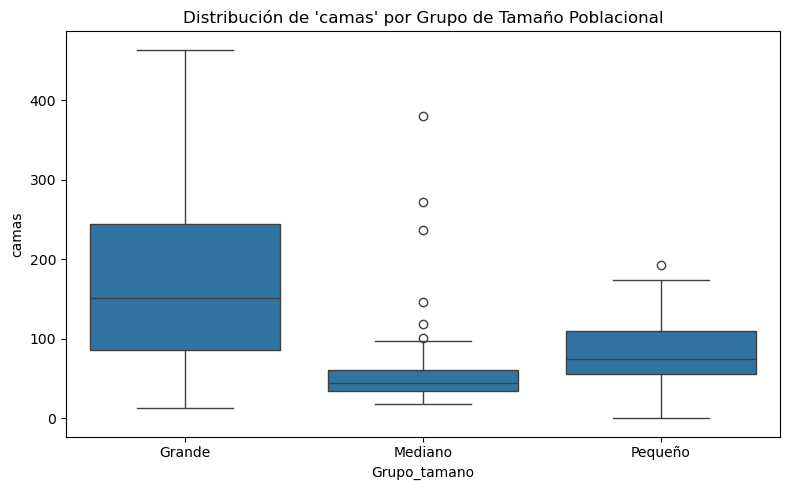 Distribución de 'camas' por Grupo de Tamaño Poblacional
camas
400
300
200
100
0
Grande Mediano Pequeño
Grupo_tamano